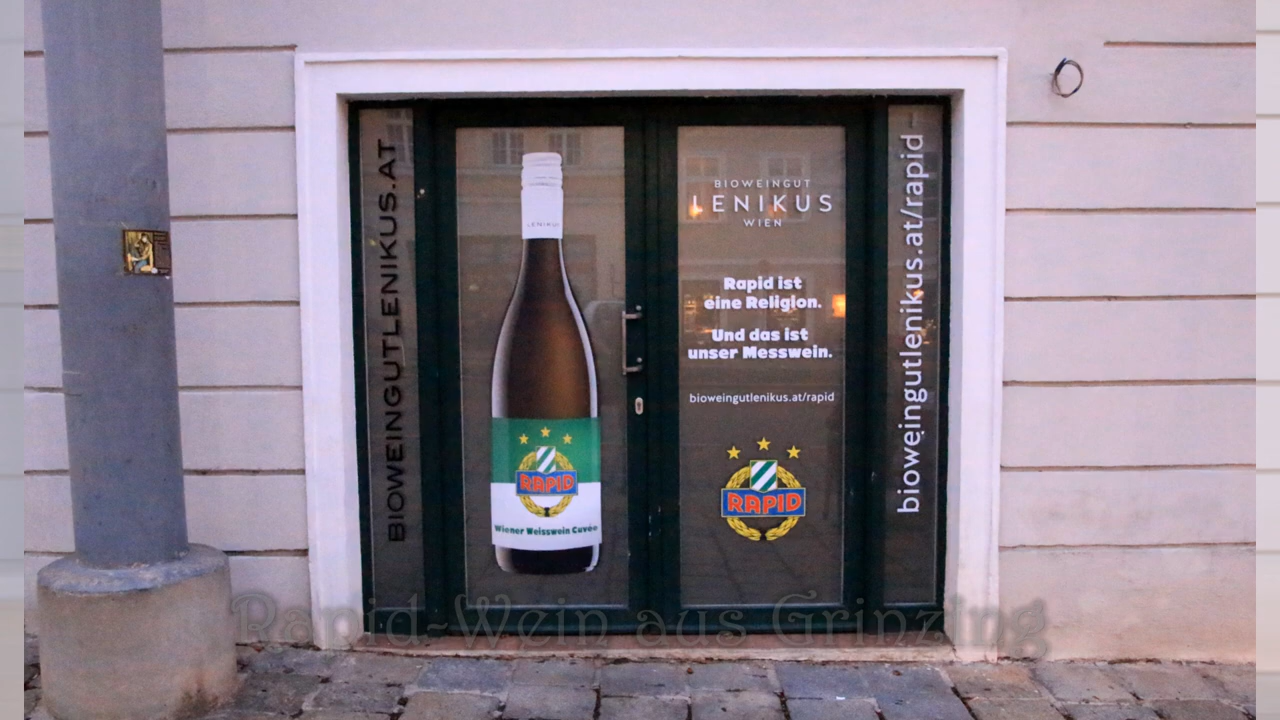 BIOWEINGUTLENIKUS.AT
LENIKUS
RAPID
Wiener Weisswein Cuvée
BIOWEINGUT
LENIKUS
WIEN
Rapid ist
eine Religion.
Und das ist
unser Messwein.
bioweingutlenikus.at/rapid
RAPID
bioweingutlenikus.at/rapid
Rapid-Wein aus Grinzing